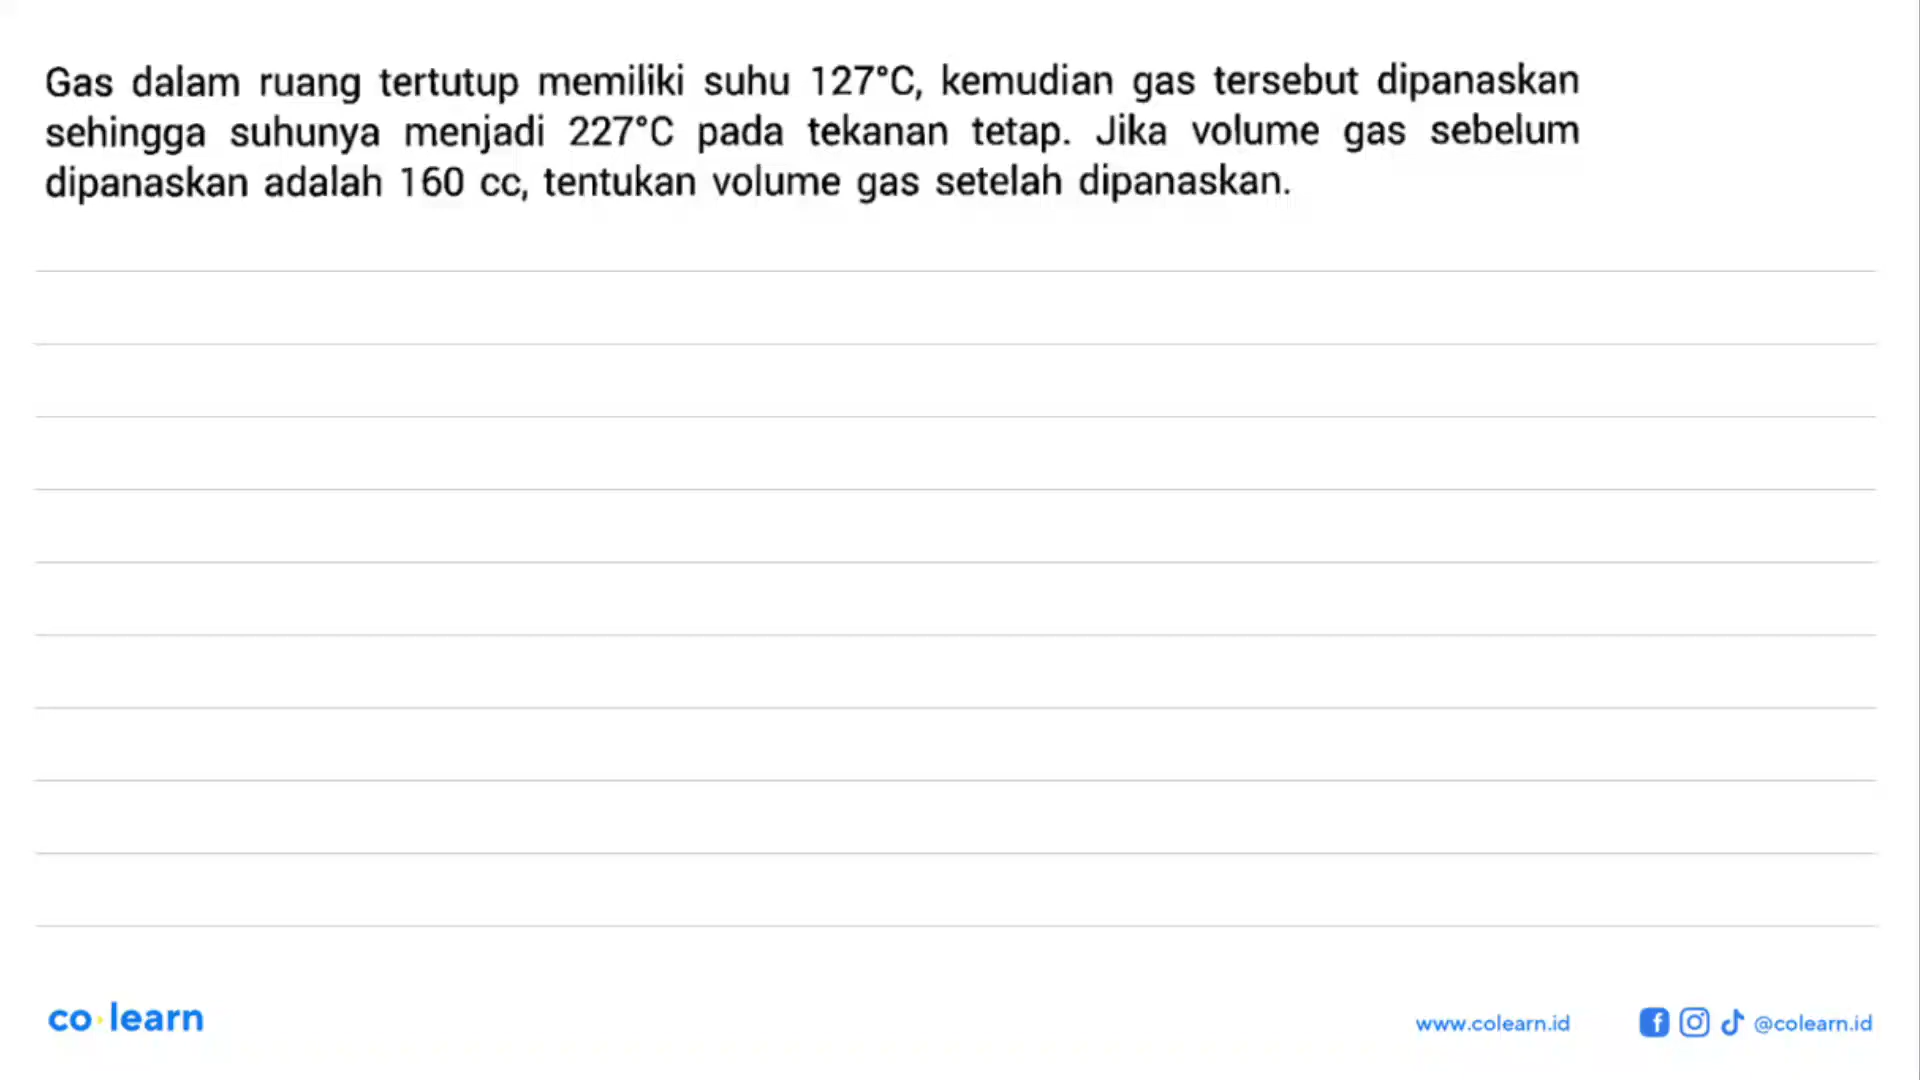 Gas dalam ruang tertutup memiliki suhu 127°C, kemudian gas tersebut dipanaskan
sehingga suhunya menjadi 227°C pada tekanan tetap. Jika volume gas sebelum
dipanaskan adalah 160 cc, tentukan volume gas setelah dipanaskan.
co learn
www.colearn.id
@colearn.id